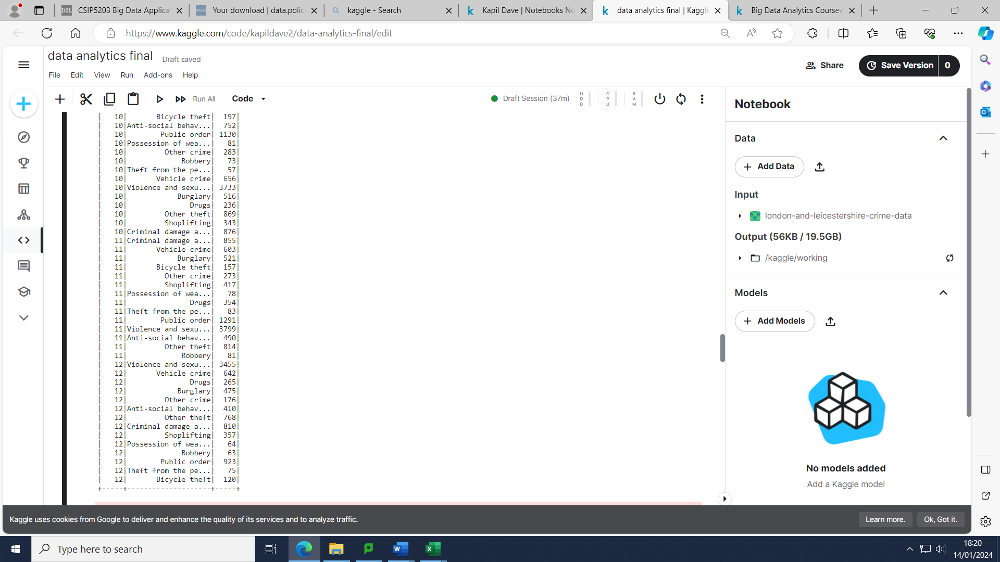 CSIP5203 Big Data Applica
Your download | data.polic
kaggle - Search
Kapil Dave | Notebooks No
data analytics final | Kaggle
Big Data Analytics Coursew
https://www.kaggle.com/code/kapildave2/data-analytics-final/edit
data analytics final
Draft saved
File Edit View Run Add-ons Help
Share
Save Version 0
Run All
Code
Draft Session (37m)
HDD
CPU
RAM
| 10| Bicycle theft| 197|
| 10|Anti-social behav...| 752|
| 10| Public order| 1130|
| 10|Possession of wea...| 81|
| 10| Other crime| 283|
| 10| Robbery| 73|
| 10|Theft from the pe...| 57|
| 10| Vehicle crime| 656|
| 10|Violence and sexu...| 3733|
| 10| Burglary| 516|
| 10| Drugs| 236|
| 10| Other theft| 869|
| 10| Shoplifting| 343|
| 10|Criminal damage a...| 876|
| 11|Criminal damage a...| 855|
| 11| Vehicle crime| 603|
| 11| Burglary| 521|
| 11| Bicycle theft| 157|
| 11| Other crime| 273|
| 11| Shoplifting| 417|
| 11|Possession of wea...| 78|
| 11| Drugs| 354|
| 11|Theft from the pe...| 83|
| 11| Public order| 1291|
| 11|Violence and sexu...| 3799|
| 11|Anti-social behav...| 490|
| 11| Other theft| 814|
| 11| Robbery| 81|
| 12|Violence and sexu...| 3455|
| 12| Vehicle crime| 642|
| 12| Drugs| 265|
| 12| Burglary| 475|
| 12| Other crime| 176|
| 12|Anti-social behav...| 410|
| 12| Other theft| 768|
| 12|Criminal damage a...| 810|
| 12| Shoplifting| 357|
| 12|Possession of wea...| 64|
| 12| Robbery| 63|
| 12| Public order| 923|
| 12|Theft from the pe...| 75|
| 12| Bicycle theft| 120|
+-----+--------------------+-----+
Notebook
Data
+ Add Data
Input
london-and-leicestershire-crime-data
Output (56KB / 19.5GB)
/kaggle/working
Models
+ Add Models
No models added
Add a Kaggle model
Kaggle uses cookies from Google to deliver and enhance the quality of its services and to analyze traffic.
Learn more.
Ok, Got it.
Type here to search
18:20
14/01/2024